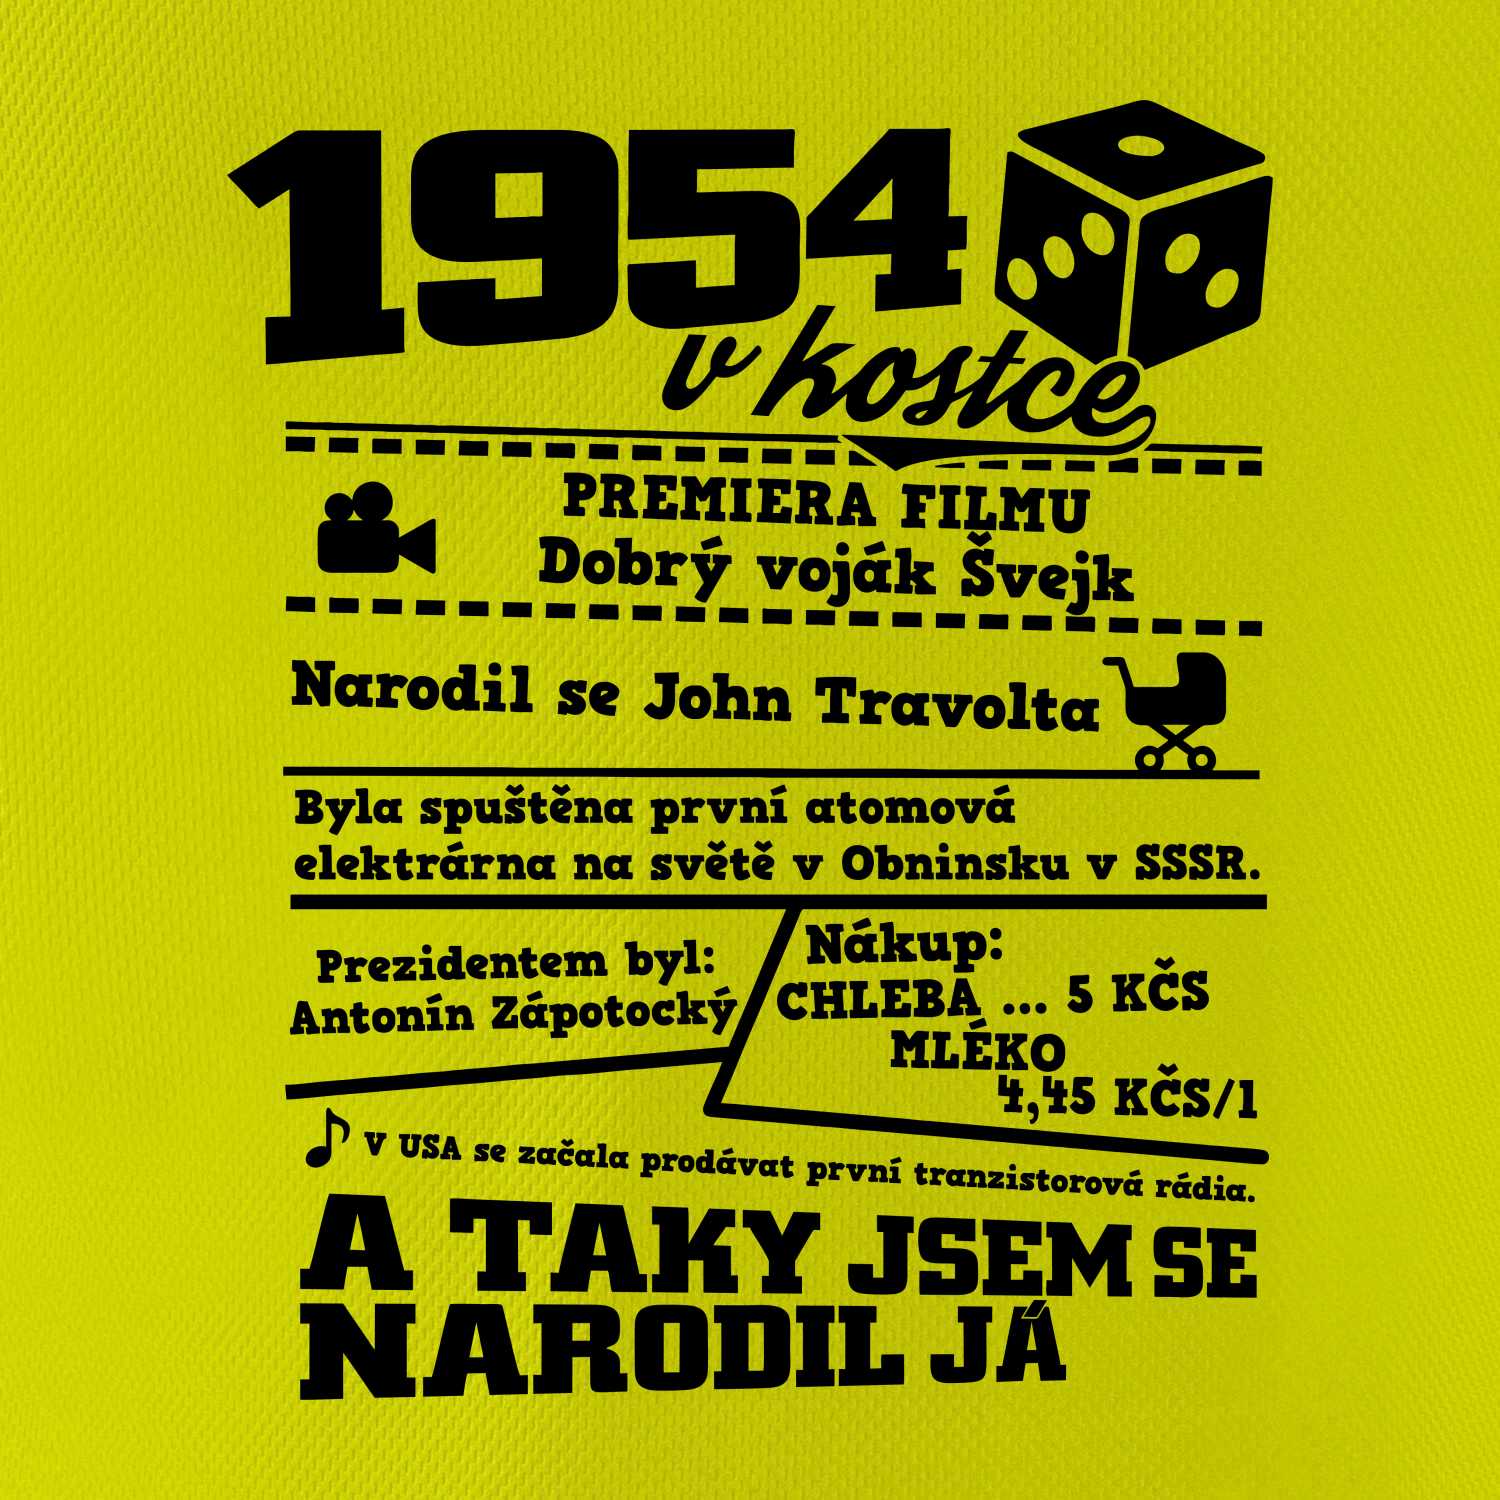 1954
v kostce
PREMIERA FILMU
Dobrý voják Švejk
Narodil se John Travolta
Byla spuštěna první atomová
elektrárna na světě v Obninsku v SSSR.
Prezidentem byl:
Antonín Zápotocký
Nákup:
CHLEBA ... 5 KČS
MLÉKO
4,45 KČS/l
V USA se začala prodávat první tranzistorová rádia.
A TAKY JSEM SE
NARODIL JÁ